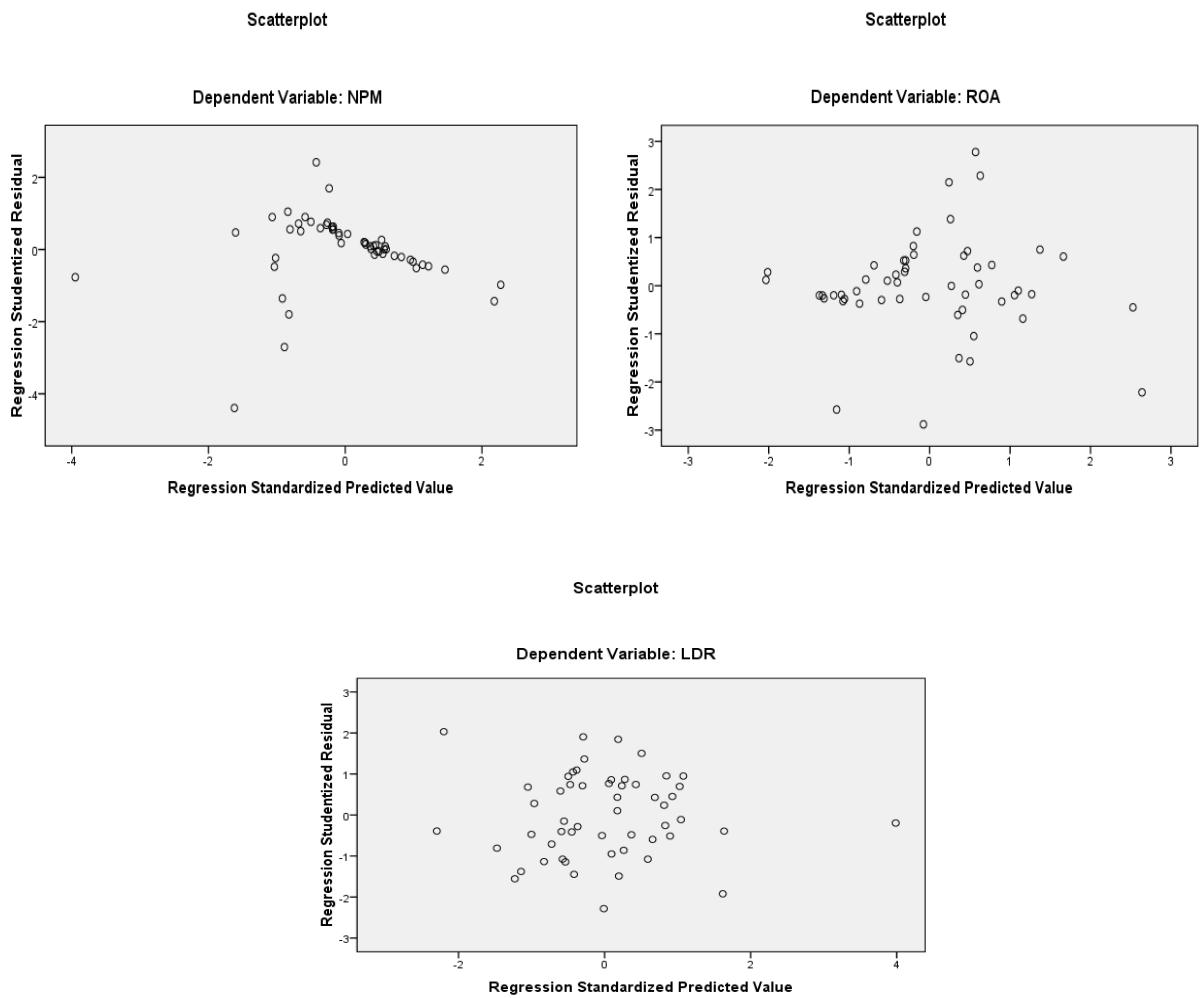 Scatterplot
Dependent Variable: NPM
Regression Studentized Residual
2
0
-2
-4
-4
-2
0
2
Regression Standardized Predicted Value
Scatterplot
Dependent Variable: ROA
Regression Studentized Residual
3
2
1
0
-1
-2
-3
-3
-2
-1
0
1
2
3
Regression Standardized Predicted Value
Scatterplot
Dependent Variable: LDR
Regression Studentized Residual
3
2
1
0
-1
-2
-3
-2
0
2
4
Regression Standardized Predicted Value